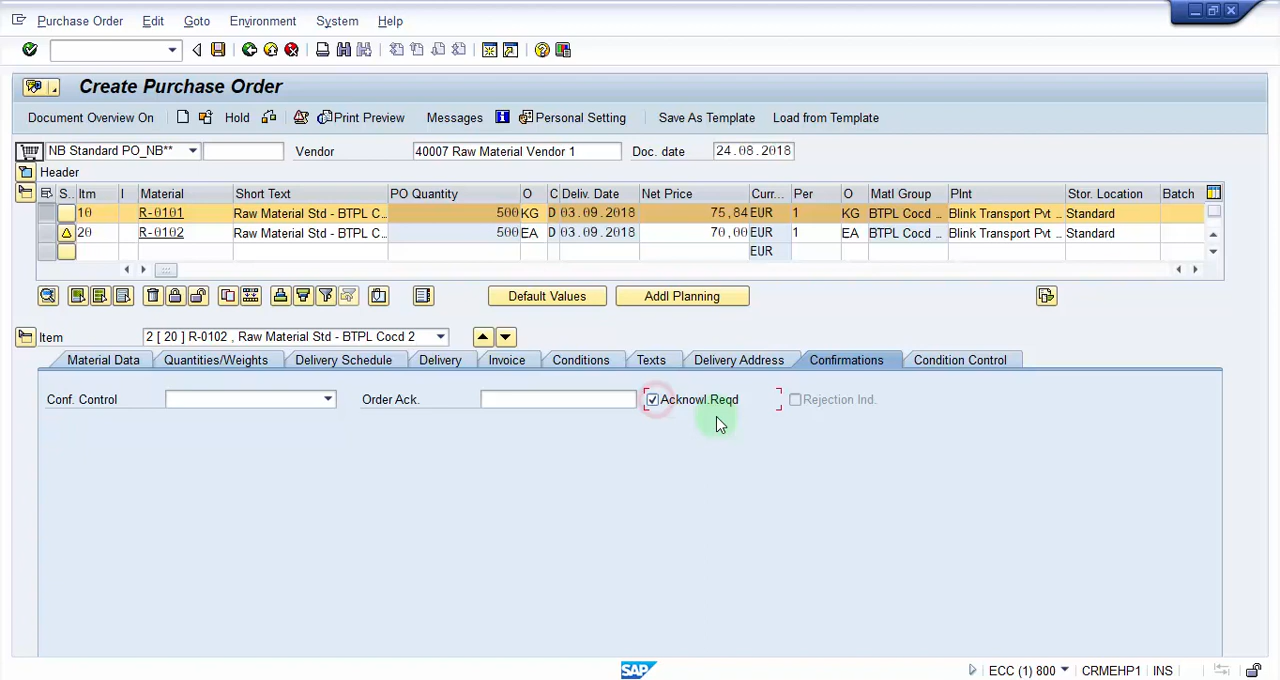 Purchase Order Edit Goto Environment System Help
Create Purchase Order
Document Overview On Hold Print Preview Messages Personal Setting Save As Template Load from Template
NB Standard PO_NB** Vendor 40007 Raw Material Vendor 1 Doc. date 24.08.2018
Header
S.. Itm I Material Short Text PO Quantity O C Deliv. Date Net Price Curr... Per O Matl Group Plnt Stor. Location Batch
10 R-0101 Raw Material Std - BTPL C... 500 KG D 03.09.2018 75,84 EUR 1 KG BTPL Cocd ... Blink Transport Pvt ... Standard
20 R-0102 Raw Material Std - BTPL C... 500 EA D 03.09.2018 70,00 EUR 1 EA BTPL Cocd ... Blink Transport Pvt ... Standard
EUR
Default Values Addl Planning
Item 2 [ 20 ] R-0102 , Raw Material Std - BTPL Cocd 2
Material Data Quantities/Weights Delivery Schedule Delivery Invoice Conditions Texts Delivery Address Confirmations Condition Control
Conf. Control Order Ack. Acknowl.Reqd Rejection Ind.
SAP ECC (1) 800 CRMEHP1 INS